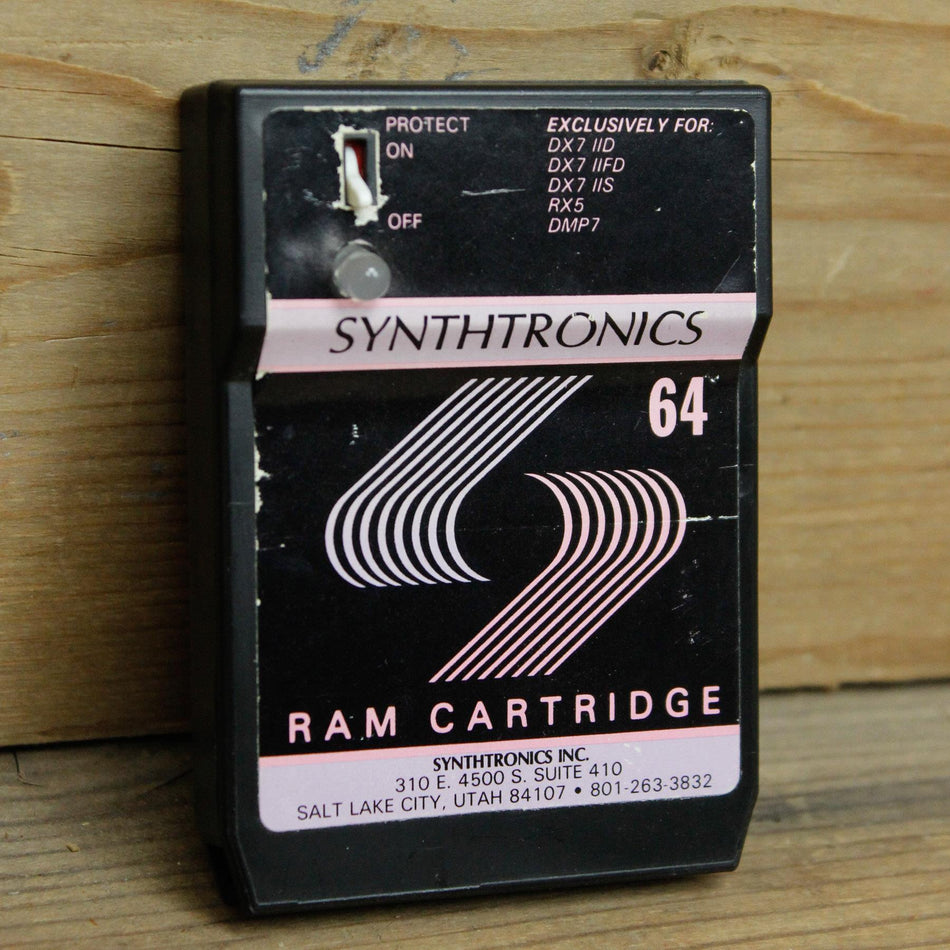 PROTECT
ON
OFF
EXCLUSIVELY FOR:
DX7 IID
DX7 IIFD
DX7 IIS
RX5
DMP7
SYNTHTRONICS
64
RAM CARTRIDGE
SYNTHTRONICS INC.
310 E. 4500 S. SUITE 410
SALT LAKE CITY, UTAH 84107 • 801-263-3832